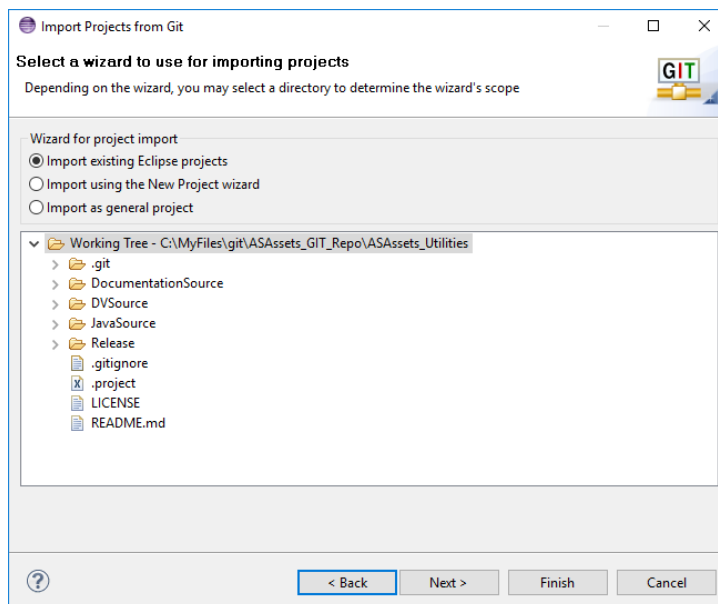 Import Projects from Git
Select a wizard to use for importing projects
Depending on the wizard, you may select a directory to determine the wizard's scope
GIT
Wizard for project import
Import existing Eclipse projects
Import using the New Project wizard
Import as general project
Working Tree - C:\MyFiles\git\ASAssets_GIT_Repo\ASAssets_Utilities
.git
DocumentationSource
DVSource
JavaSource
Release
.gitignore
.project
LICENSE
README.md
? < Back Next > Finish Cancel